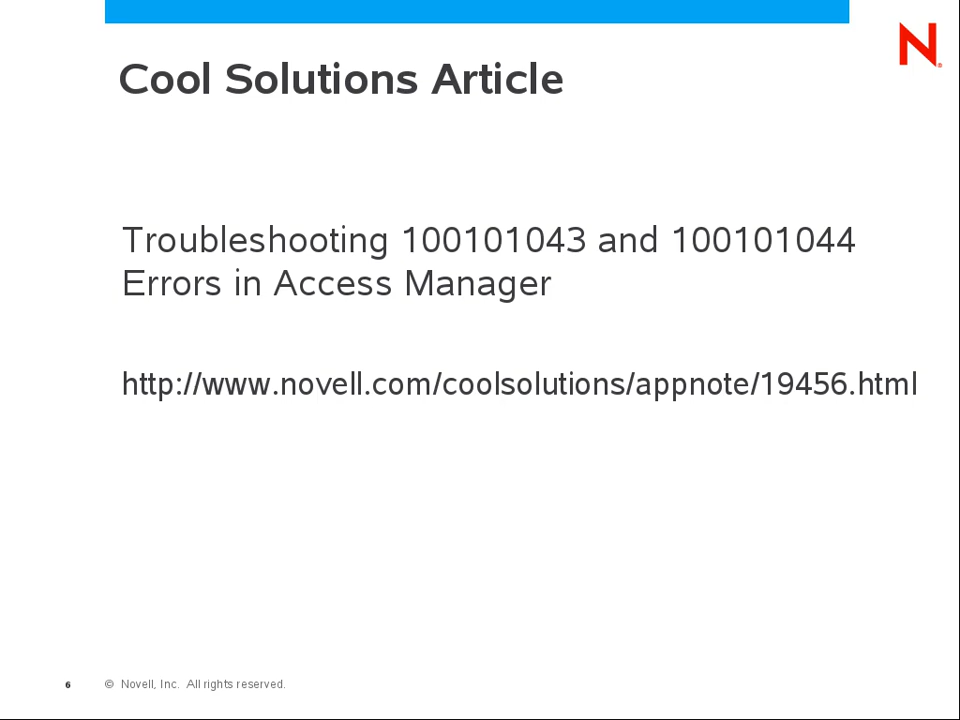 N
Cool Solutions Article
Troubleshooting 100101043 and 100101044
Errors in Access Manager
http://www.novell.com/coolsolutions/appnote/19456.html
6 © Novell, Inc. All rights reserved.